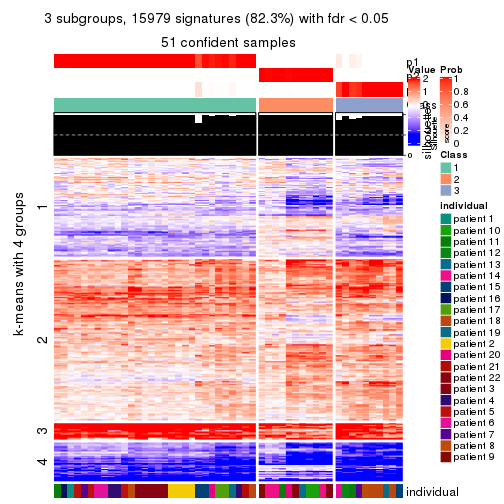 3 subgroups, 15979 signatures (82.3%) with fdr < 0.05
51 confident samples
p1
Value
Prob
2
1
0.8
0.6
0.4
0.2
0
Class
1
2
3
individual
patient 1
patient 10
patient 11
patient 12
patient 13
patient 14
patient 15
patient 16
patient 17
patient 18
patient 19
patient 2
patient 20
patient 21
patient 22
patient 3
patient 4
patient 5
patient 6
patient 7
patient 8
patient 9
k-means with 4 groups
1
2
3
4
individual